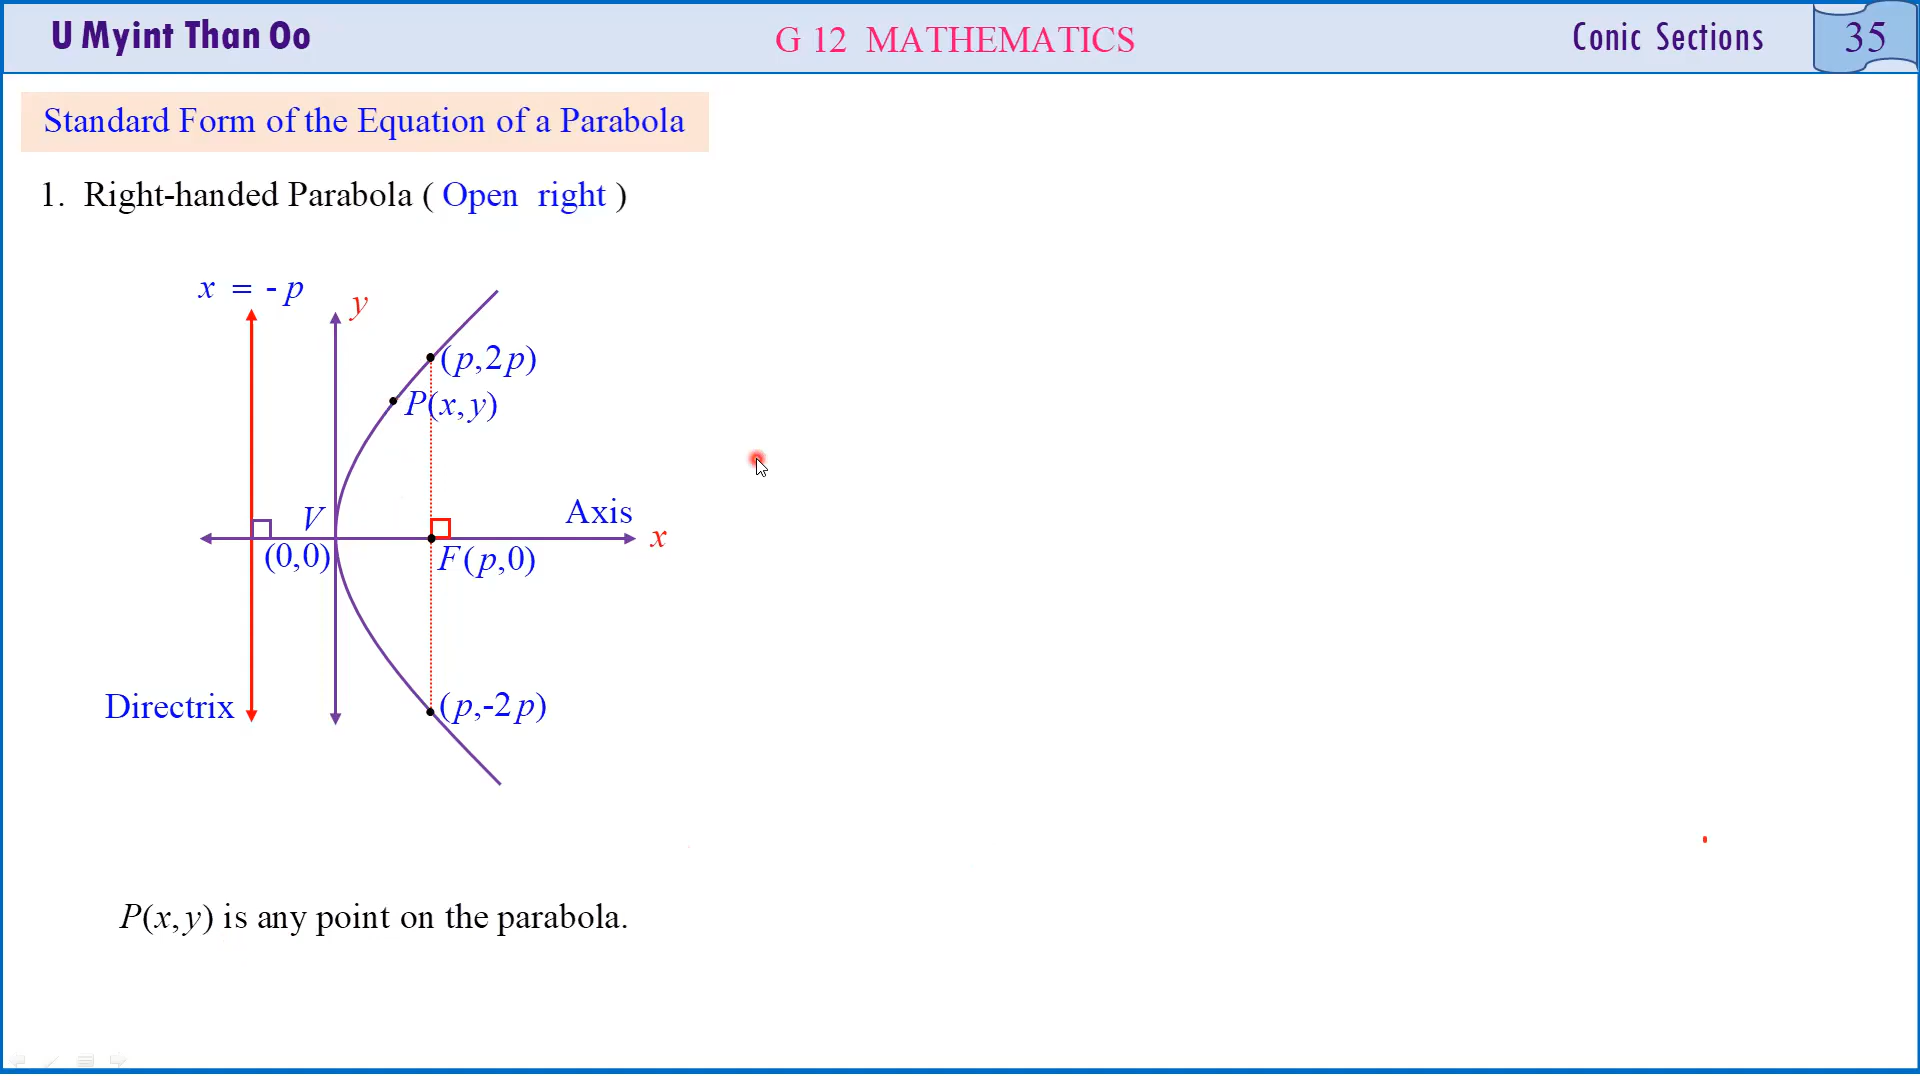 U Myint Than Oo
G 12 MATHEMATICS
Conic Sections
35
Standard Form of the Equation of a Parabola
1. Right-handed Parabola ( Open right )
x = - p
y
(p,2p)
P(x,y)
Axis
V
x
(0,0)
F(p,0)
Directrix
(p,-2p)
P(x,y) is any point on the parabola.